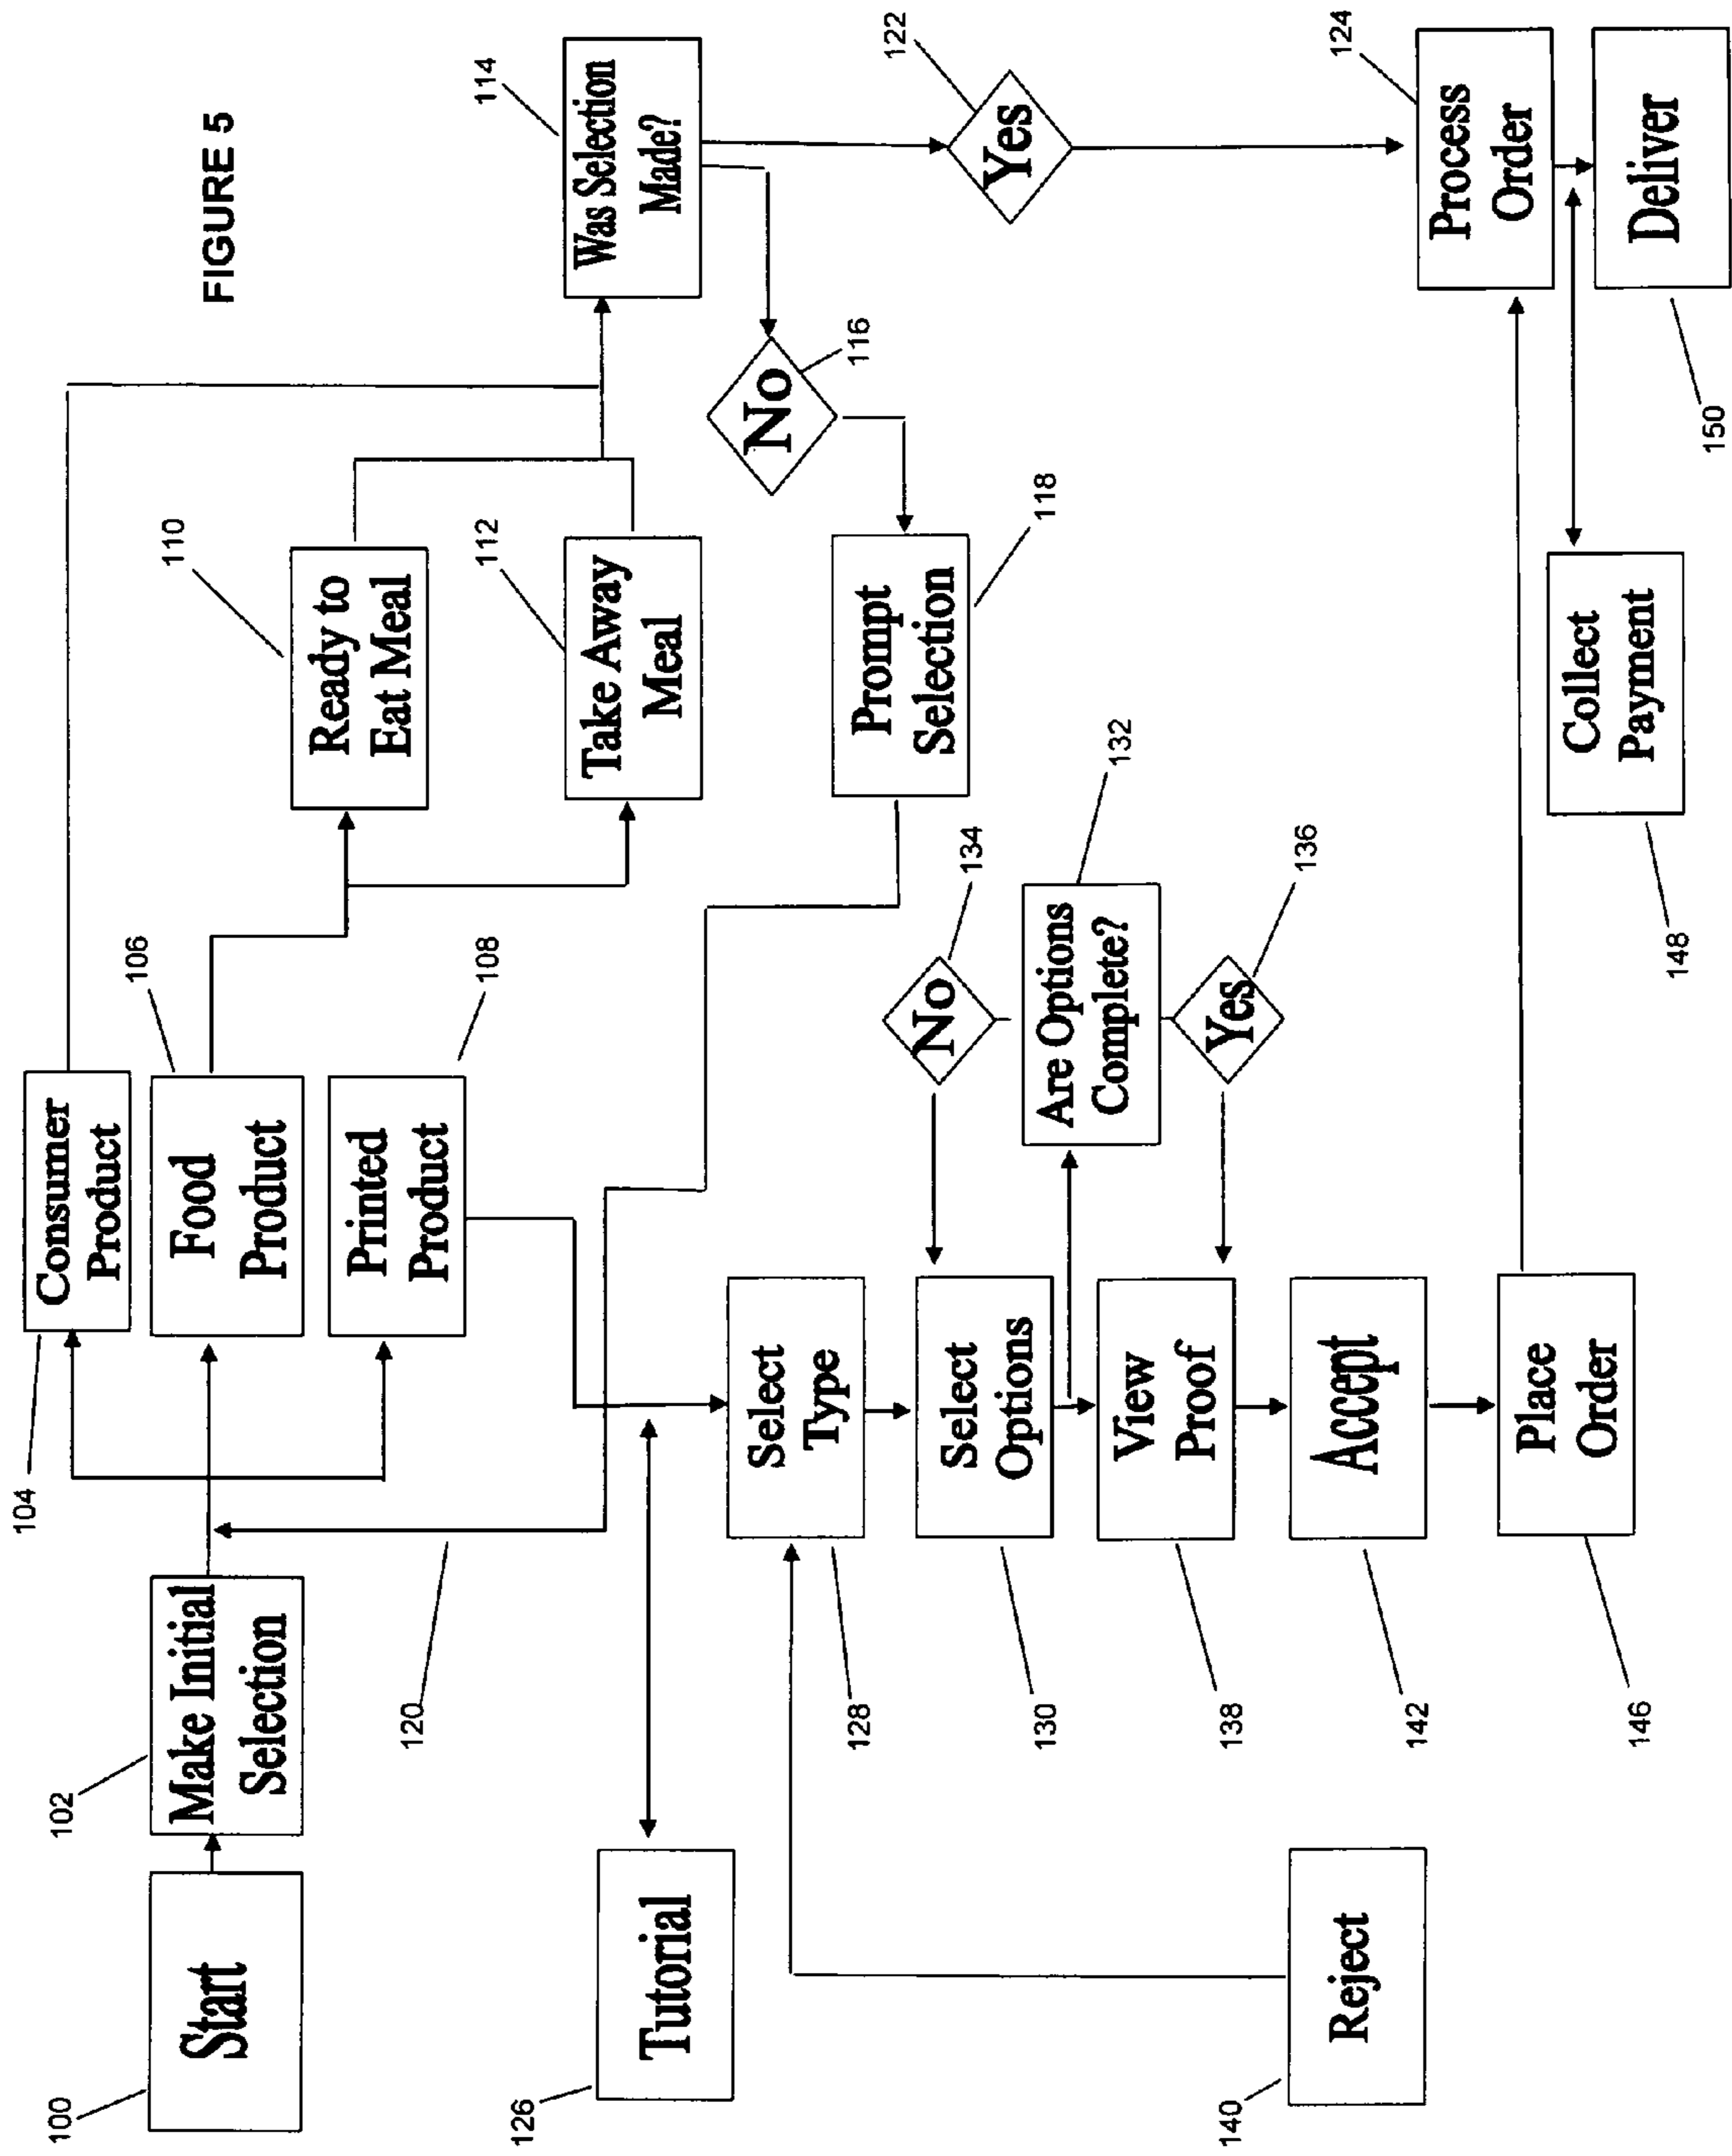 FIGURE 5
100
Start
102
Make Initial
Selection
104
Consumer
Product
106
Food
Product
108
Printed
Product
110
Ready to
Eat Meal
112
Take Away
Meal
114
Was Selection
Made?
116
No
118
Prompt
Selection
120
122
Yes
124
Process
Order
126
Tutorial
128
Select
Type
130
Select
Options
132
Are Options
Complete?
134
No
136
Yes
138
View
Proof
140
Reject
142
Accept
146
Place
Order
148
Collect
Payment
150
Deliver